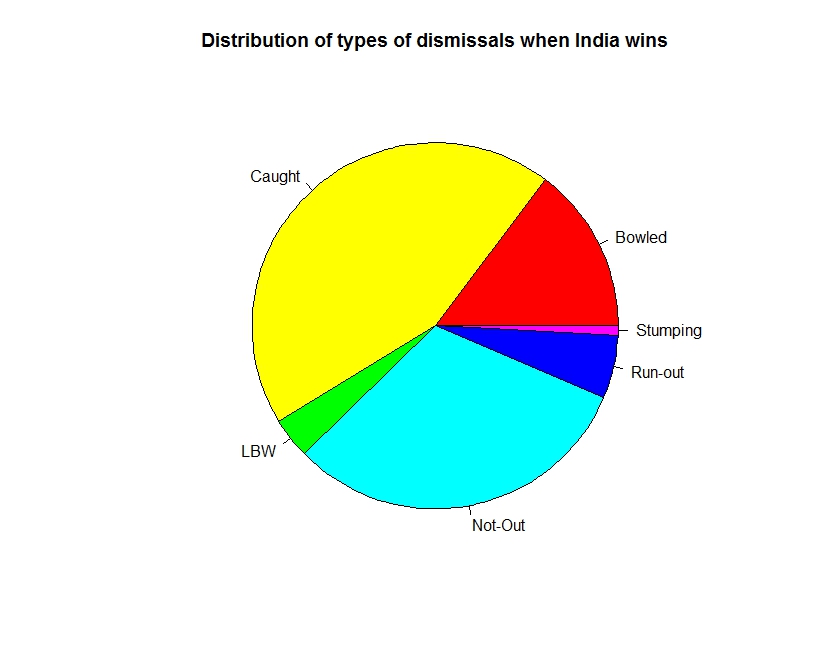 Distribution of types of dismissals when India wins
Caught
Bowled
Stumping
Run-out
LBW
Not-Out